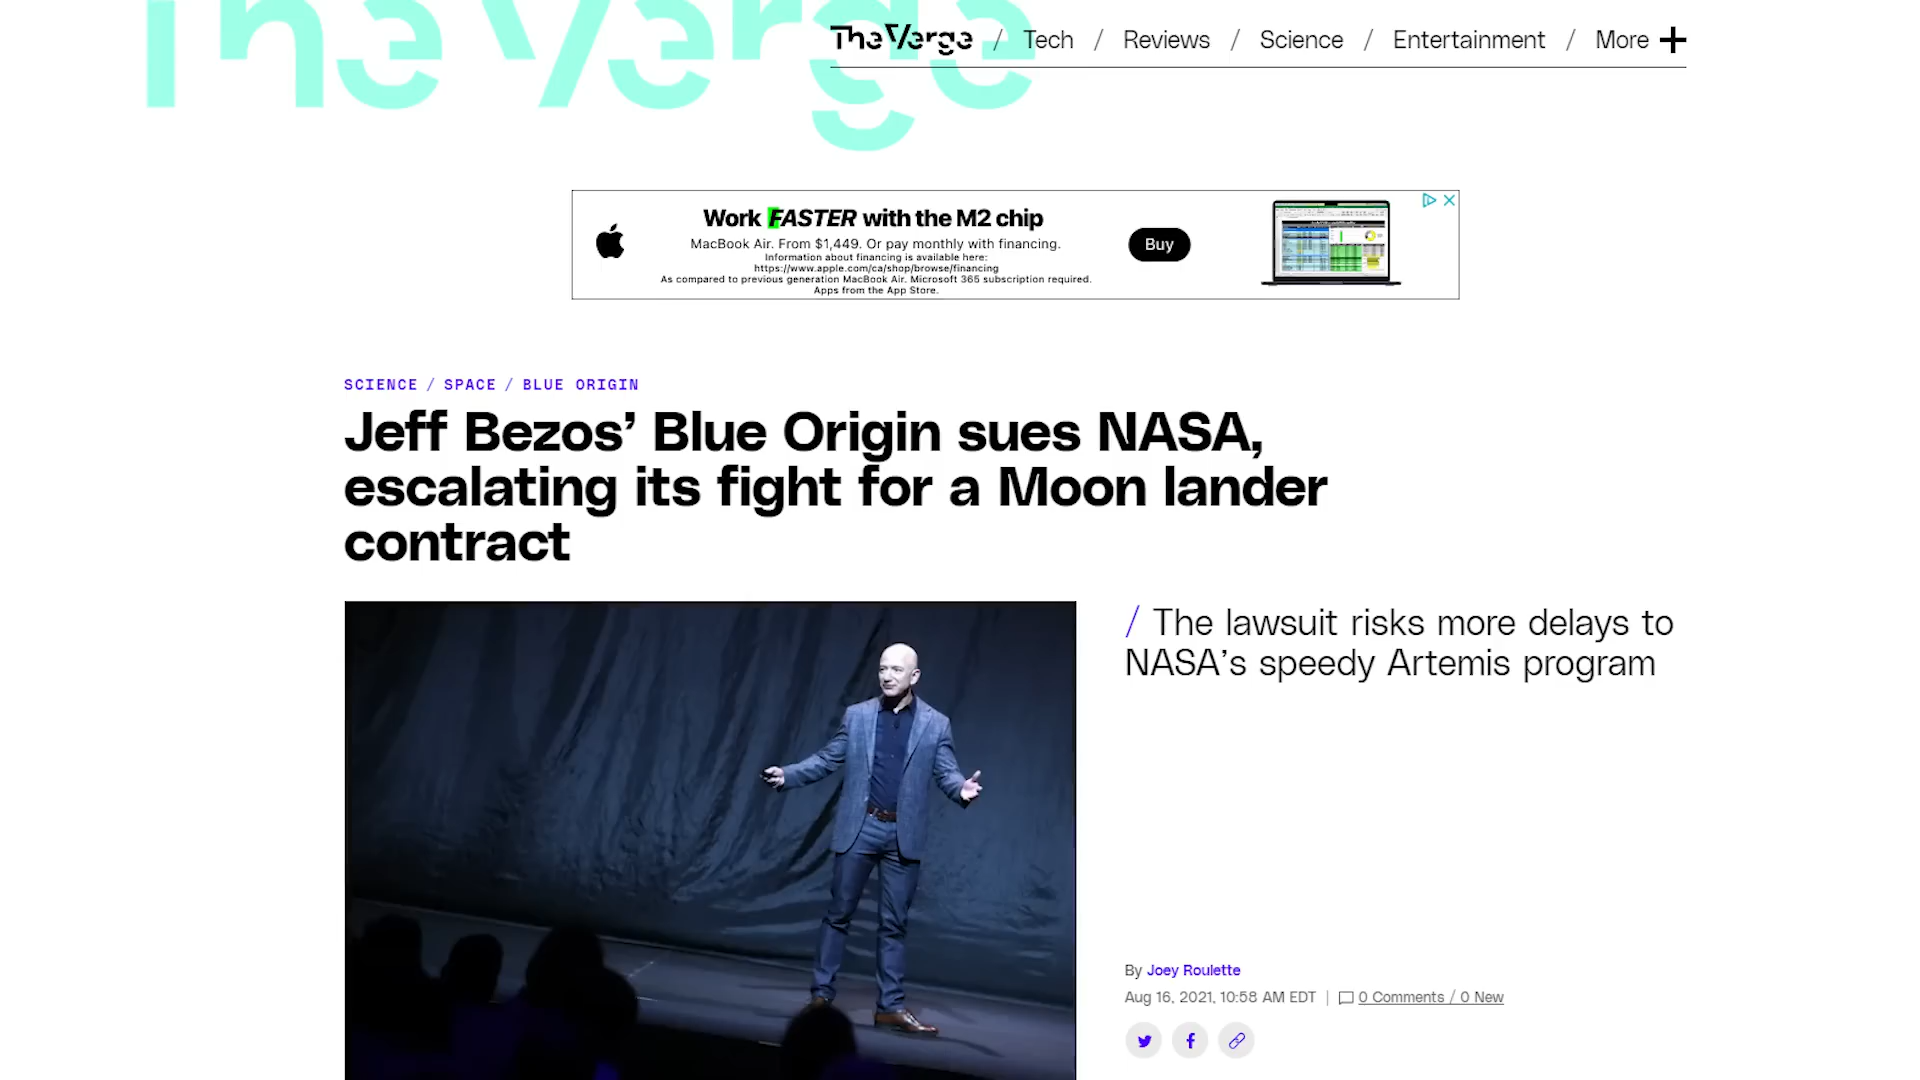 The Verge
The Verge / Tech / Reviews / Science / Entertainment / More
Work FASTER with the M2 chip
MacBook Air. From $1,449. Or pay monthly with financing.
Information about financing is available here:
https://www.apple.com/ca/shop/browse/financing
As compared to previous generation MacBook Air. Microsoft 365 subscription required.
Apps from the App Store.
Buy
SCIENCE / SPACE / BLUE ORIGIN
Jeff Bezos’ Blue Origin sues NASA,
escalating its fight for a Moon lander
contract
/ The lawsuit risks more delays to
NASA’s speedy Artemis program
By Joey Roulette
Aug 16, 2021, 10:58 AM EDT | 0 Comments / 0 New